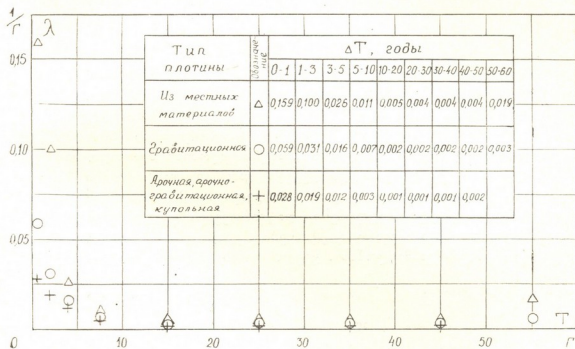 1/г λ
Тип плотины Обозначение ΔТ, годы
0-1 1-3 3-5 5-10 10-20 20-30 30-40 40-50 50-60
Из местных материалов △ 0,159 0,100 0,026 0,011 0,005 0,004 0,004 0,004 0,019
Гравитационная ○ 0,059 0,031 0,016 0,007 0,002 0,002 0,002 0,002 0,003
Арочная, арочно-
гравитационная,
купольная + 0,028 0,019 0,012 0,003 0,001 0,001 0,001 0,002
0,15
0,10
0,05
0 10 20 30 40 50 Т г